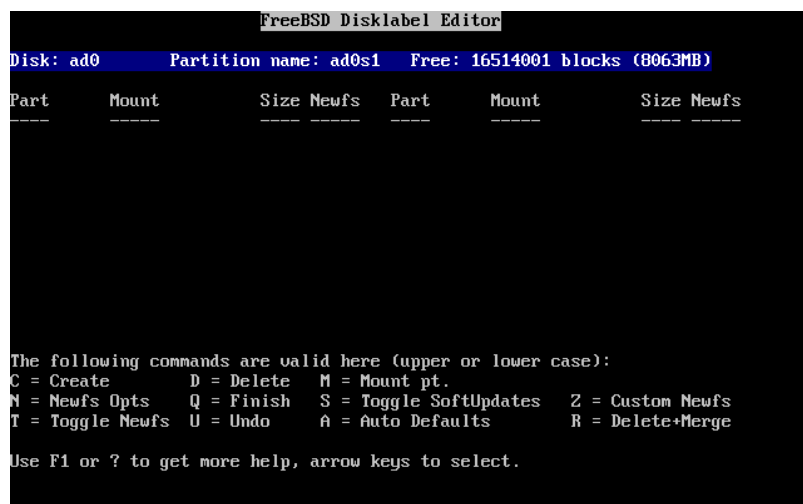 FreeBSD Disklabel Editor
Disk: ad0 Partition name: ad0s1 Free: 16514001 blocks (8063MB)
Part Mount Size Newfs Part Mount Size Newfs
---- ----- ---- ----- ---- ----- ---- -----
The following commands are valid here (upper or lower case):
C = Create D = Delete M = Mount pt.
N = Newfs Opts Q = Finish S = Toggle SoftUpdates Z = Custom Newfs
T = Toggle Newfs U = Undo A = Auto Defaults R = Delete+Merge
Use F1 or ? to get more help, arrow keys to select.